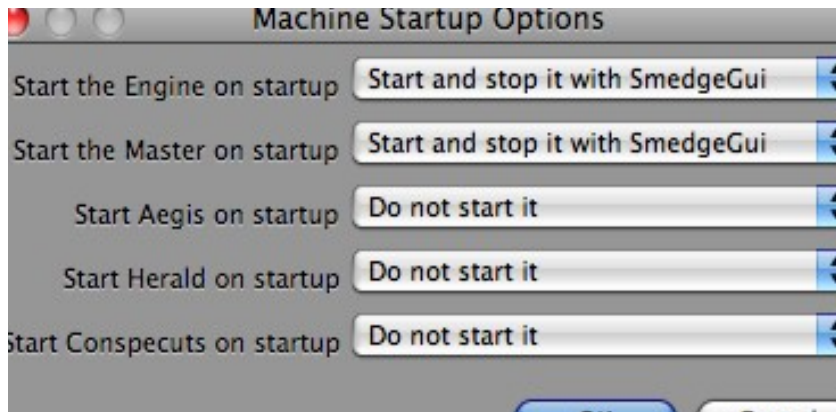 Machine Startup Options
Start the Engine on startup Start and stop it with SmedgeGui
Start the Master on startup Start and stop it with SmedgeGui
Start Aegis on startup Do not start it
Start Herald on startup Do not start it
Start Conspecuts on startup Do not start it